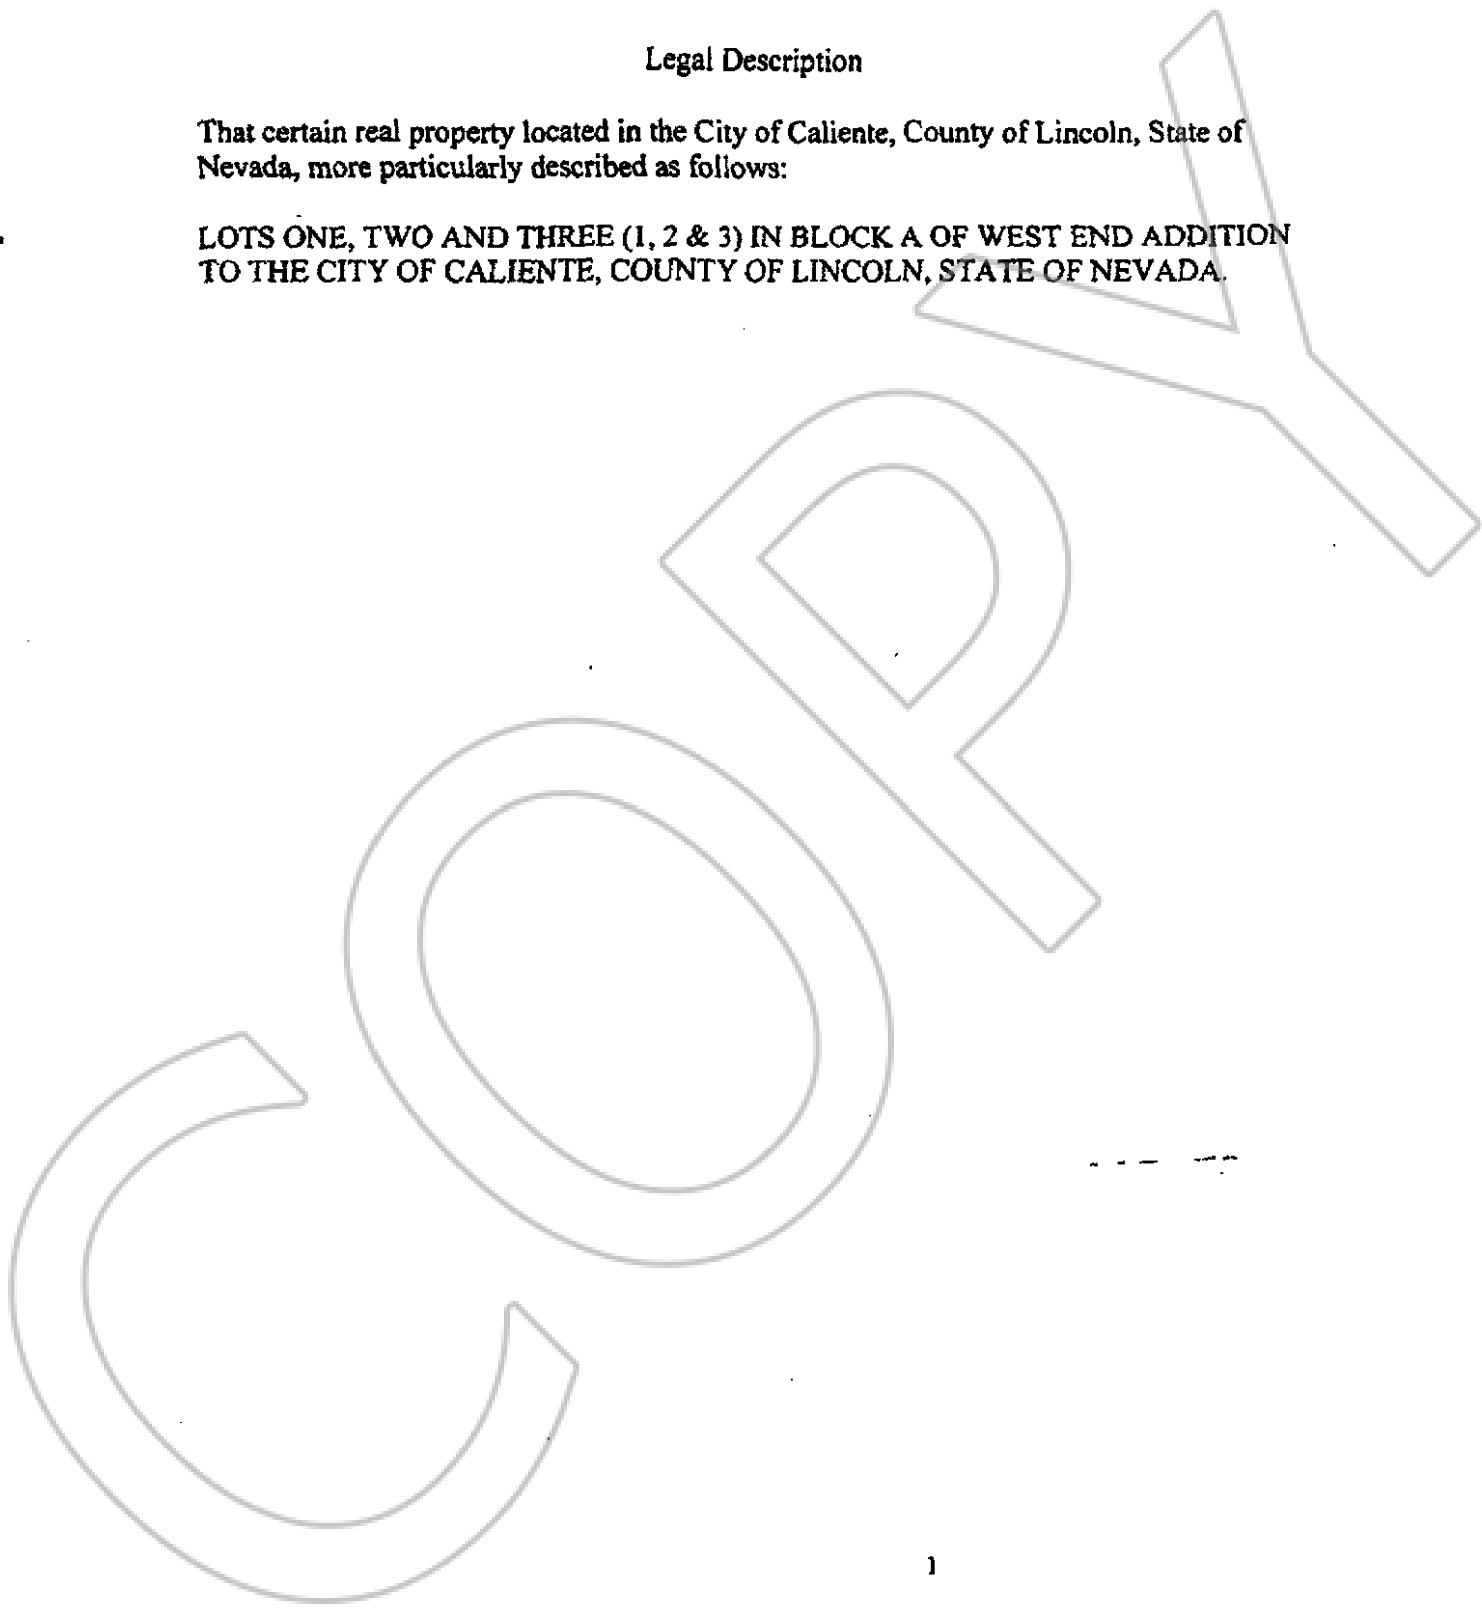 Legal Description
That certain real property located in the City of Caliente, County of Lincoln, State of
Nevada, more particularly described as follows:
LOTS ONE, TWO AND THREE (1, 2 & 3) IN BLOCK A OF WEST END ADDITION
TO THE CITY OF CALIENTE, COUNTY OF LINCOLN, STATE OF NEVADA.
COPY
1